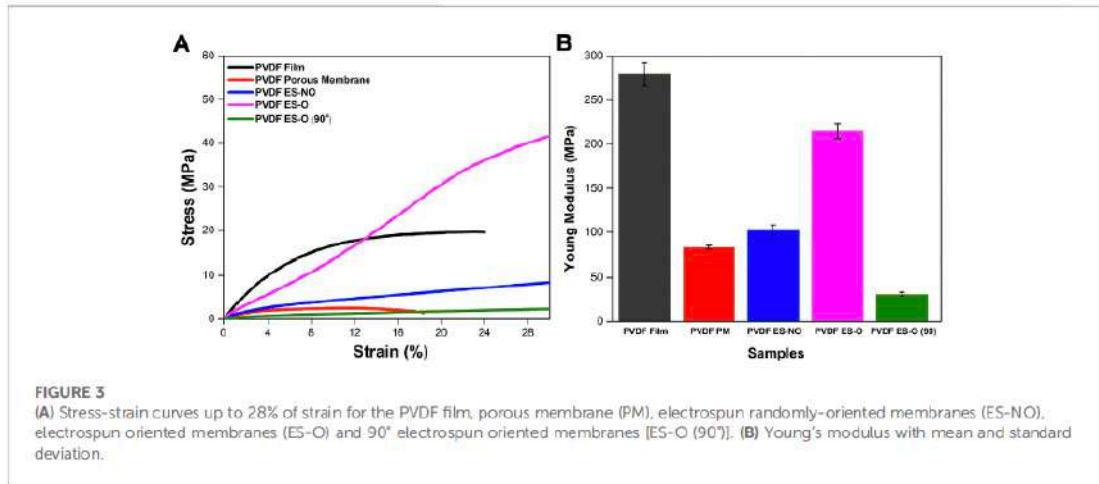 A
B
60
50
40
30
20
10
0
Stress (MPa)
PVDF Film
PVDF Porous Membrane
PVDF ES-NO
PVDF ES-O
PVDF ES-O (90°)
0 4 8 12 16 20 24 28
Strain (%)
300
250
200
150
100
50
0
Young Modulus (MPa)
PVDF Film PVDF PM PVDF ES-NO PVDF ES-O PVDF ES-O (90)
Samples
FIGURE 3
(A) Stress-strain curves up to 28% of strain for the PVDF film, porous membrane (PM), electrospun randomly-oriented membranes (ES-NO),
electrospun oriented membranes (ES-O) and 90° electrospun oriented membranes [ES-O (90°)]. (B) Young's modulus with mean and standard
deviation.